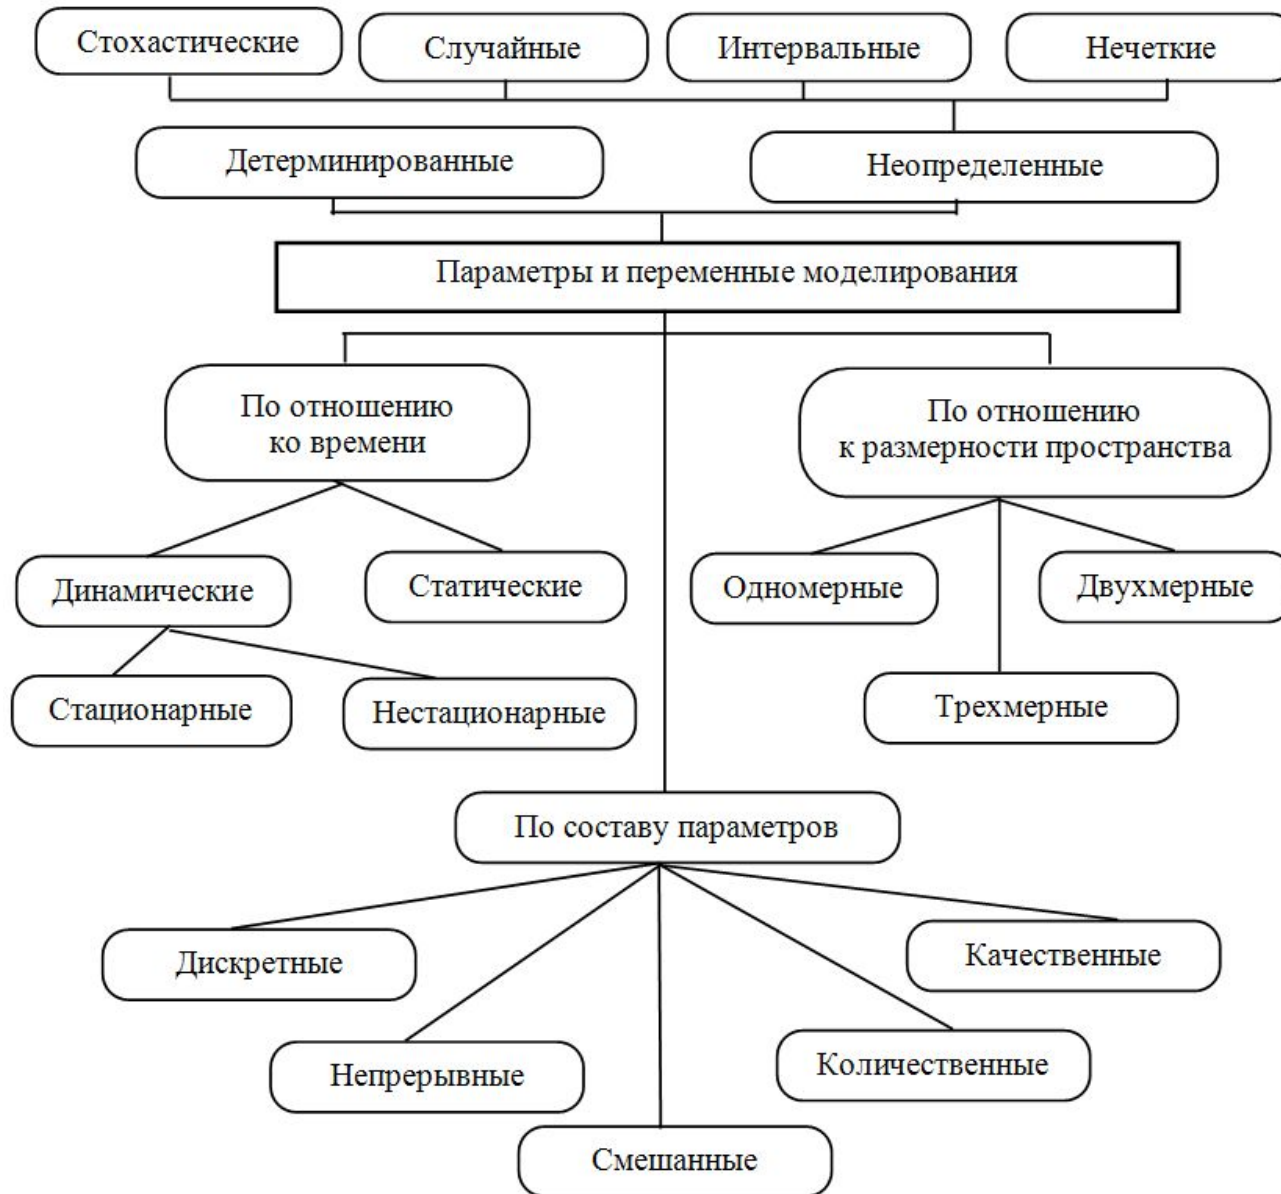 Стохастические
Случайные
Интервальные
Нечеткие
Детерминированные
Неопределенные
Параметры и переменные моделирования
По отношению
ко времени
По отношению
к размерности пространства
Динамические
Статические
Одномерные
Двухмерные
Стационарные
Нестационарные
Трехмерные
По составу параметров
Дискретные
Качественные
Непрерывные
Количественные
Смешанные